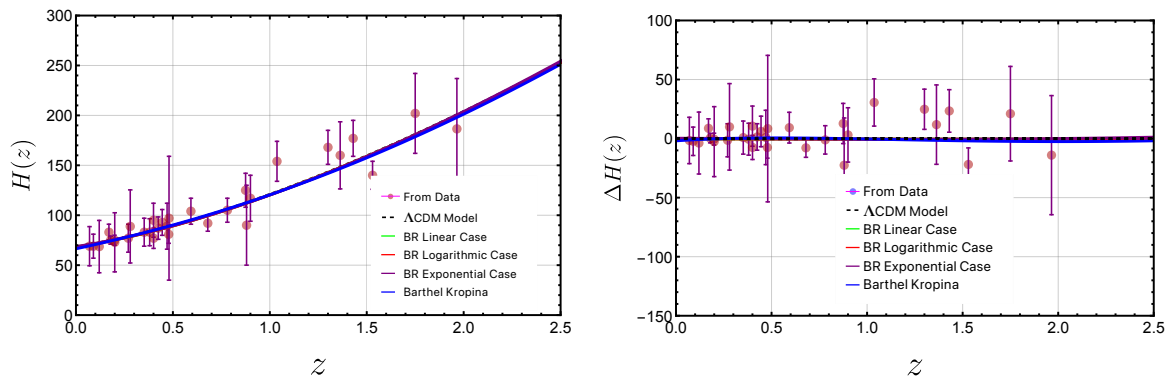 300
250
200
150
100
50
0
0.0 0.5 1.0 1.5 2.0 2.5
H(z)
z
From Data
ΛCDM Model
BR Linear Case
BR Logarithmic Case
BR Exponential Case
Barthel Kropina
100
50
0
−50
−100
−150
0.0 0.5 1.0 1.5 2.0 2.5
ΔH(z)
z
From Data
ΛCDM Model
BR Linear Case
BR Logarithmic Case
BR Exponential Case
Barthel Kropina